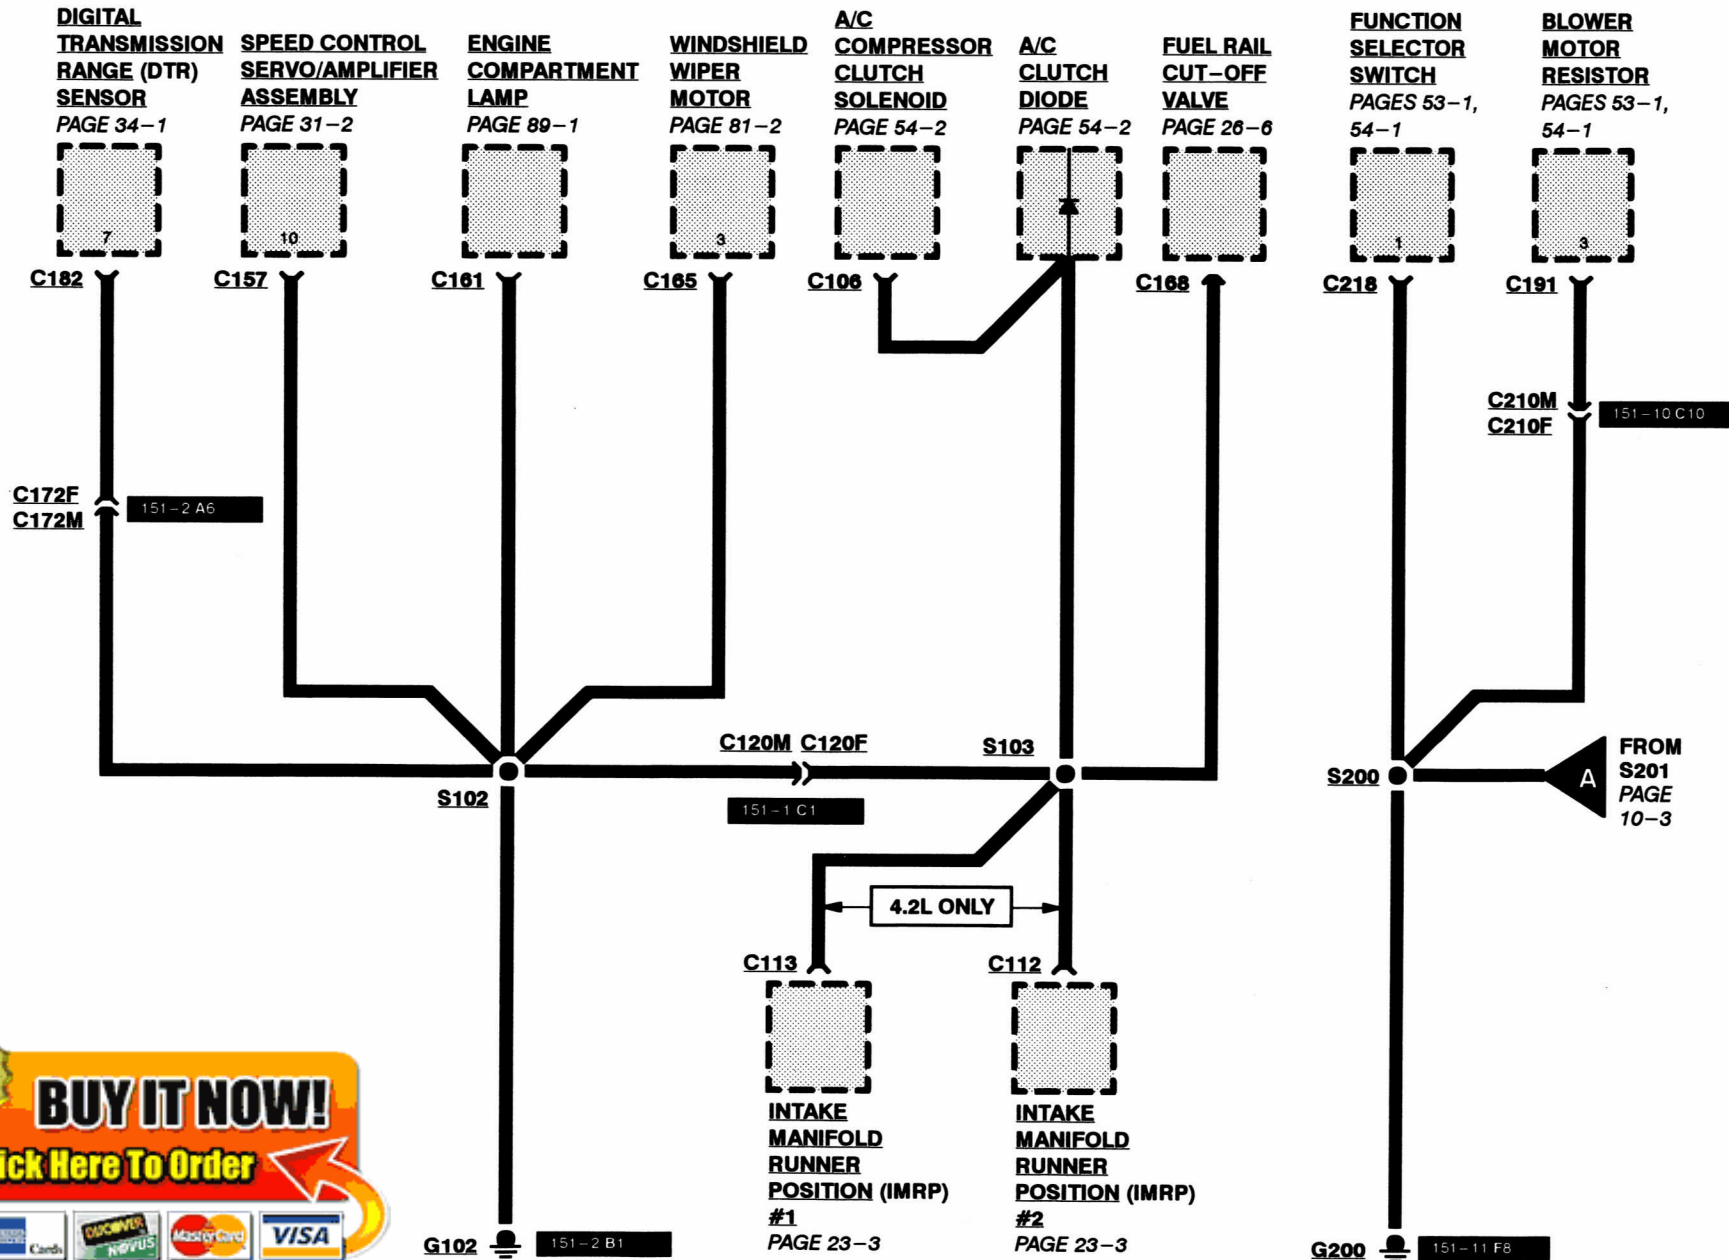 DIGITAL
TRANSMISSION
RANGE (DTR)
SENSOR
PAGE 34-1
SPEED CONTROL
SERVO/AMPLIFIER
ASSEMBLY
PAGE 31-2
ENGINE
COMPARTMENT
LAMP
PAGE 89-1
WINDSHIELD
WIPER
MOTOR
PAGE 81-2
A/C
COMPRESSOR
CLUTCH
SOLENOID
PAGE 54-2
A/C
CLUTCH
DIODE
PAGE 54-2
FUEL RAIL
CUT-OFF
VALVE
PAGE 26-6
FUNCTION
SELECTOR
SWITCH
PAGES 53-1,
54-1
BLOWER
MOTOR
RESISTOR
PAGES 53-1,
54-1
7
10
3
1
3
C182
C157
C161
C165
C106
C168
C218
C191
C210M
C210F
151-10 C10
C172F
C172M
151-2 A6
C120M C120F
S103
S102
151-1 C1
S200
A
FROM
S201
PAGE
10-3
4.2L ONLY
C113
C112
INTAKE
MANIFOLD
RUNNER
POSITION (IMRP)
#1
PAGE 23-3
INTAKE
MANIFOLD
RUNNER
POSITION (IMRP)
#2
PAGE 23-3
BUY IT NOW!
ick Here To Order
Cards
DISCOVER
NOVUS
MasterCard
VISA
G102
151-2 B1
G200
151-11 F8